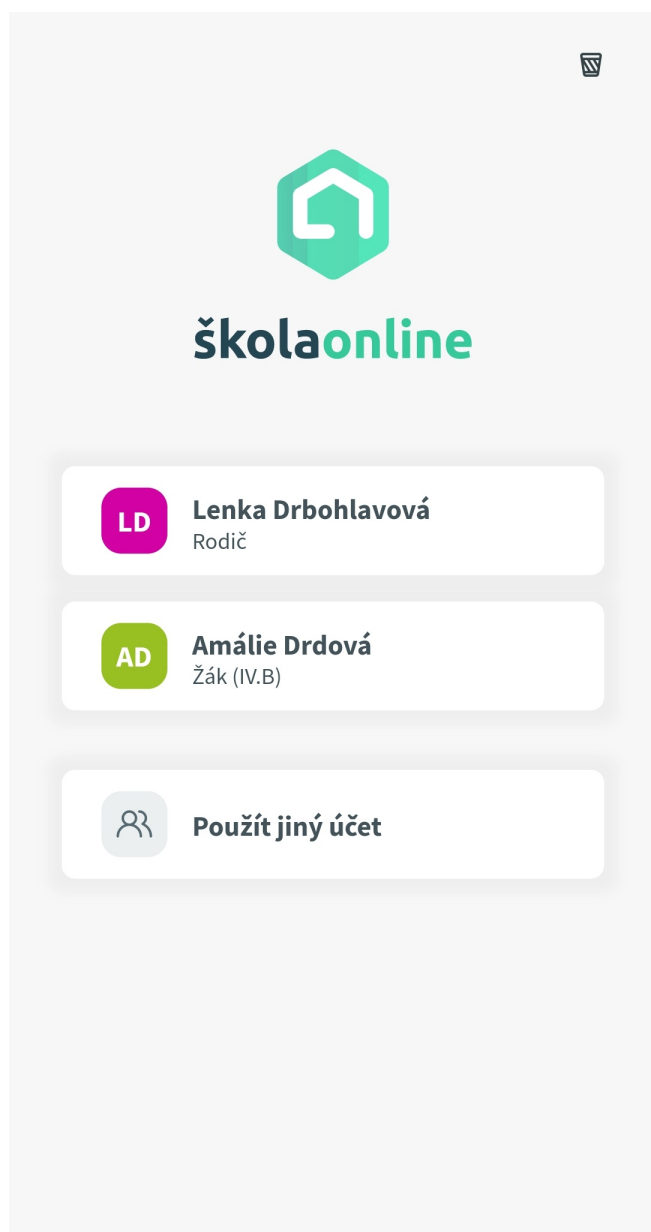 školaonline
LD
Lenka Drbohlavová
Rodič
AD
Amálie Drdová
Žák (IV.B)
Použít jiný účet